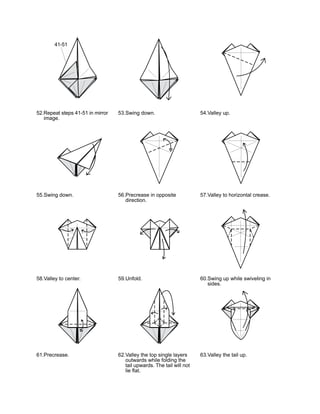 41-51
52.Repeat steps 41-51 in mirror
image.
53.Swing down.
54.Valley up.
55.Swing down.
56.Precrease in opposite
direction.
57.Valley to horizontal crease.
58.Valley to center.
59.Unfold.
60.Swing up while swiveling in
sides.
61.Precrease.
62.Valley the top single layers
outwards while folding the
tail upwards. The tail will not
lie flat.
63.Valley the tail up.